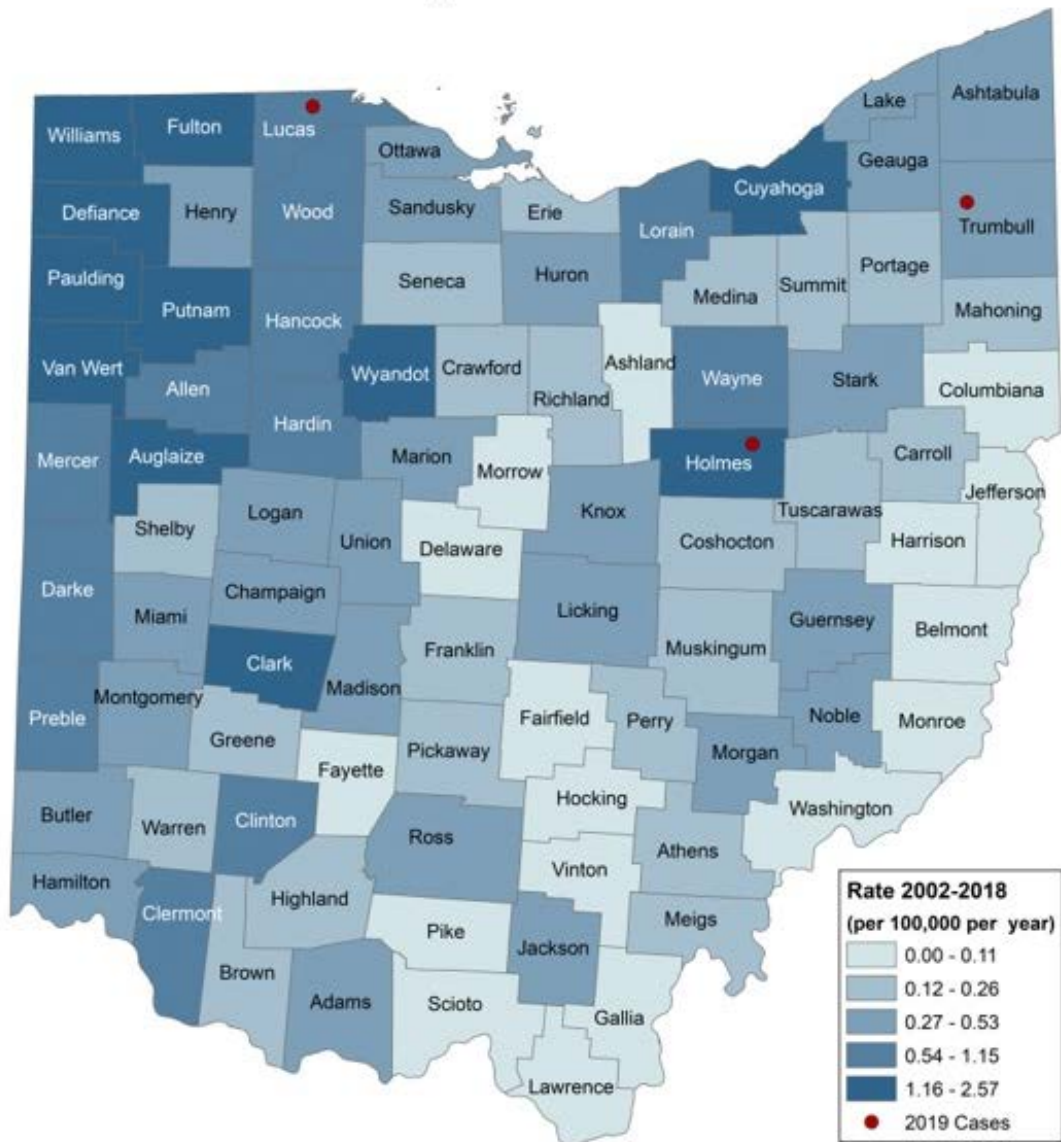 Lake
Ashtabula
Williams
Fulton
Lucas
Ottawa
Geauga
Cuyahoga
Defiance
Henry
Wood
Sandusky
Erie
Lorain
Trumbull
Paulding
Putnam
Hancock
Seneca
Huron
Medina
Summit
Portage
Mahoning
Van Wert
Allen
Wyandot
Crawford
Richland
Ashland
Wayne
Stark
Columbiana
Mercer
Auglaize
Hardin
Marion
Morrow
Holmes
Carroll
Jefferson
Shelby
Logan
Union
Delaware
Knox
Coshocton
Tuscarawas
Harrison
Darke
Miami
Champaign
Licking
Guernsey
Belmont
Clark
Madison
Franklin
Muskingum
Preble
Montgomery
Greene
Fayette
Pickaway
Fairfield
Perry
Morgan
Noble
Monroe
Butler
Warren
Clinton
Ross
Hocking
Athens
Washington
Hamilton
Clermont
Highland
Vinton
Meigs
Brown
Adams
Pike
Jackson
Scioto
Gallia
Lawrence
Rate 2002-2018
(per 100,000 per year)
0.00 - 0.11
0.12 - 0.26
0.27 - 0.53
0.54 - 1.15
1.16 - 2.57
2019 Cases